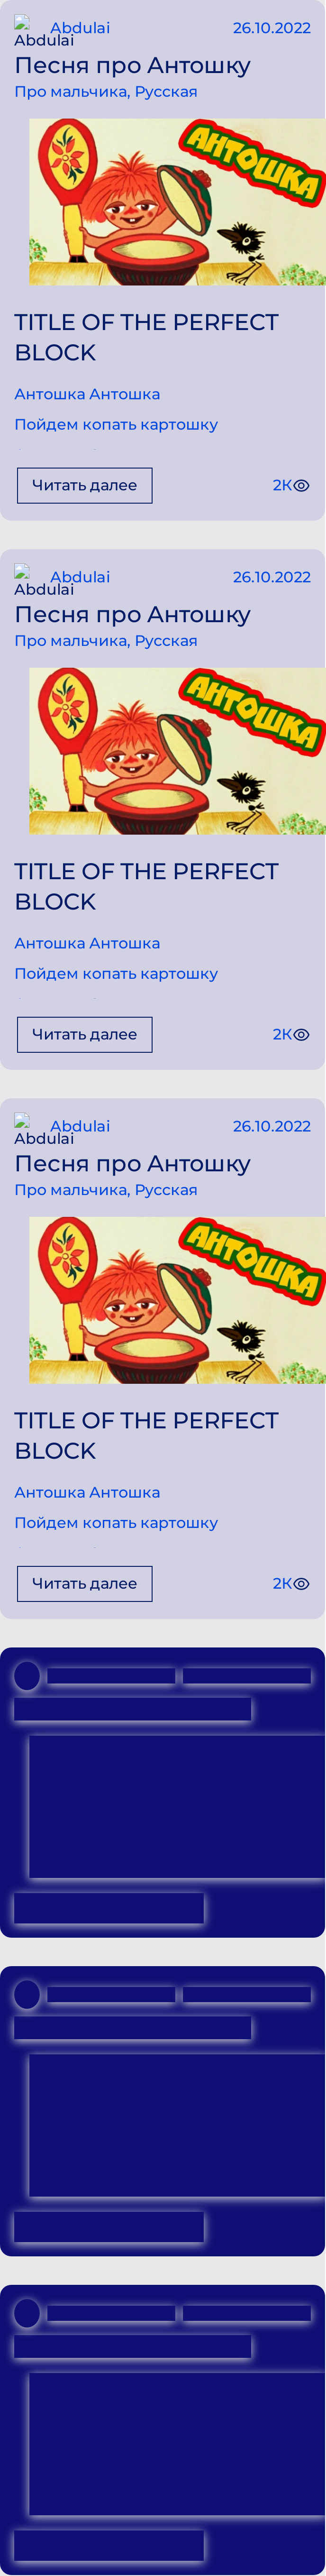 Abdulai
26.10.2022
Abdulai
Песня про Антошку
Про мальчика, Русская
АНТОШКА
TITLE OF THE PERFECT
BLOCK
Антошка Антошка
Пойдем копать картошку
Читать далее
2K
Abdulai
26.10.2022
Abdulai
Песня про Антошку
Про мальчика, Русская
АНТОШКА
TITLE OF THE PERFECT
BLOCK
Антошка Антошка
Пойдем копать картошку
Читать далее
2K
Abdulai
26.10.2022
Abdulai
Песня про Антошку
Про мальчика, Русская
АНТОШКА
TITLE OF THE PERFECT
BLOCK
Антошка Антошка
Пойдем копать картошку
Читать далее
2K